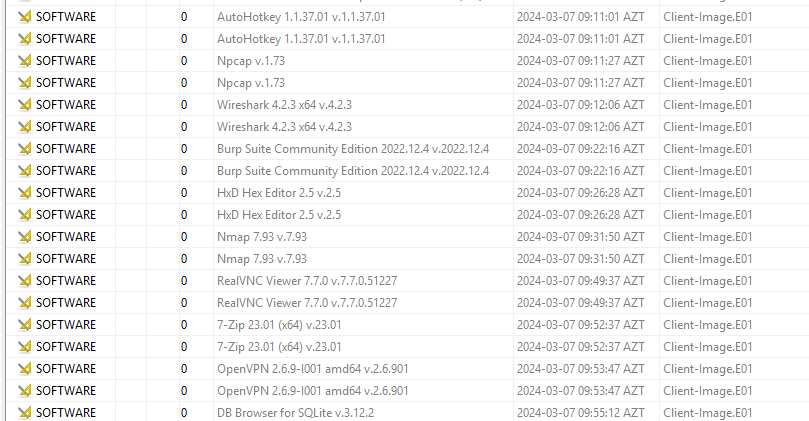 SOFTWARE 0 AutoHotkey 1.1.37.01 v.1.1.37.01 2024-03-07 09:11:01 AZT Client-Image.E01
SOFTWARE 0 AutoHotkey 1.1.37.01 v.1.1.37.01 2024-03-07 09:11:01 AZT Client-Image.E01
SOFTWARE 0 Npcap v.1.73 2024-03-07 09:11:27 AZT Client-Image.E01
SOFTWARE 0 Npcap v.1.73 2024-03-07 09:11:27 AZT Client-Image.E01
SOFTWARE 0 Wireshark 4.2.3 x64 v.4.2.3 2024-03-07 09:12:06 AZT Client-Image.E01
SOFTWARE 0 Wireshark 4.2.3 x64 v.4.2.3 2024-03-07 09:12:06 AZT Client-Image.E01
SOFTWARE 0 Burp Suite Community Edition 2022.12.4 v.2022.12.4 2024-03-07 09:22:16 AZT Client-Image.E01
SOFTWARE 0 Burp Suite Community Edition 2022.12.4 v.2022.12.4 2024-03-07 09:22:16 AZT Client-Image.E01
SOFTWARE 0 HxD Hex Editor 2.5 v.2.5 2024-03-07 09:26:28 AZT Client-Image.E01
SOFTWARE 0 HxD Hex Editor 2.5 v.2.5 2024-03-07 09:26:28 AZT Client-Image.E01
SOFTWARE 0 Nmap 7.93 v.7.93 2024-03-07 09:31:50 AZT Client-Image.E01
SOFTWARE 0 Nmap 7.93 v.7.93 2024-03-07 09:31:50 AZT Client-Image.E01
SOFTWARE 0 RealVNC Viewer 7.7.0 v.7.7.0.51227 2024-03-07 09:49:37 AZT Client-Image.E01
SOFTWARE 0 RealVNC Viewer 7.7.0 v.7.7.0.51227 2024-03-07 09:49:37 AZT Client-Image.E01
SOFTWARE 0 7-Zip 23.01 (x64) v.23.01 2024-03-07 09:52:37 AZT Client-Image.E01
SOFTWARE 0 7-Zip 23.01 (x64) v.23.01 2024-03-07 09:52:37 AZT Client-Image.E01
SOFTWARE 0 OpenVPN 2.6.9-I001 amd64 v.2.6.901 2024-03-07 09:53:47 AZT Client-Image.E01
SOFTWARE 0 OpenVPN 2.6.9-I001 amd64 v.2.6.901 2024-03-07 09:53:47 AZT Client-Image.E01
SOFTWARE 0 DB Browser for SQLite v.3.12.2 2024-03-07 09:55:12 AZT Client-Image.E01